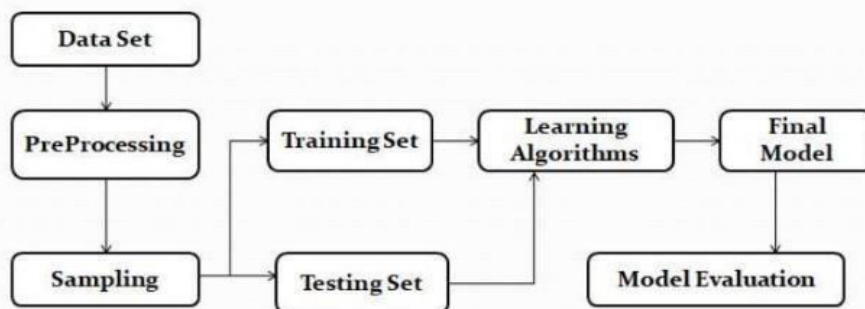 Data Set
PreProcessing
Sampling
Training Set
Testing Set
Learning
Algorithms
Final
Model
Model Evaluation